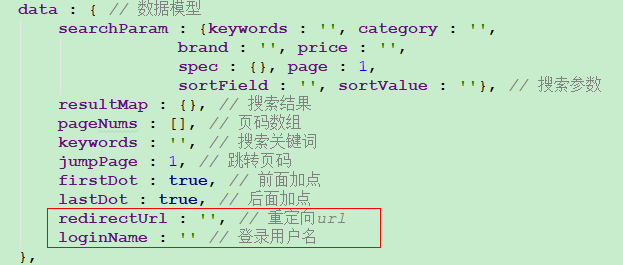 data : { // 数据模型
searchParam : {keywords : '', category : '',
brand : '', price : '',
spec : {}, page : 1,
sortField : '', sortValue : ''}, // 搜索参数
resultMap : {}, // 搜索结果
pageNums : [], // 页码数组
keywords : '', // 搜索关键词
jumpPage : 1, // 跳转页码
firstDot : true, // 前面加点
lastDot : true, // 后面加点
redirectUrl : '', // 重定向url
loginName : '' // 登录用户名
},